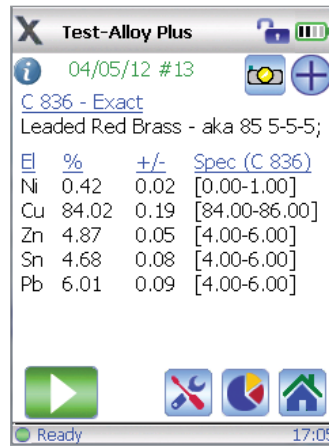 X Test-Alloy Plus
i 04/05/12 #13
C 836 - Exact
Leaded Red Brass - aka 85 5-5-5;
El % +/- Spec (C 836)
Ni 0.42 0.02 [0.00-1.00]
Cu 84.02 0.19 [84.00-86.00]
Zn 4.87 0.05 [4.00-6.00]
Sn 4.68 0.08 [4.00-6.00]
Pb 6.01 0.09 [4.00-6.00]
Ready 17:05